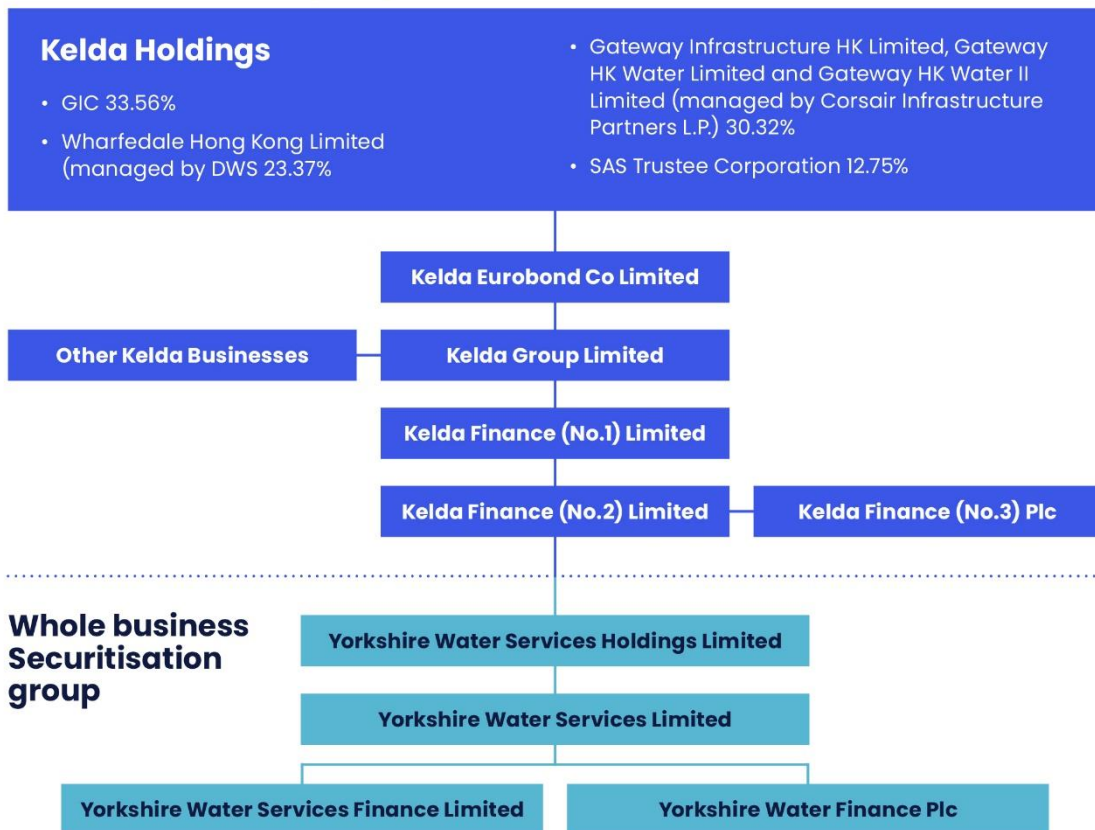 Kelda Holdings
• GIC 33.56%
• Wharfedale Hong Kong Limited
(managed by DWS 23.37%
• Gateway Infrastructure HK Limited, Gateway
HK Water Limited and Gateway HK Water II
Limited (managed by Corsair Infrastructure
Partners L.P.) 30.32%
• SAS Trustee Corporation 12.75%
Kelda Eurobond Co Limited
Other Kelda Businesses
Kelda Group Limited
Kelda Finance (No.1) Limited
Kelda Finance (No.2) Limited
Kelda Finance (No.3) Plc
Whole business
Securitisation
group
Yorkshire Water Services Holdings Limited
Yorkshire Water Services Limited
Yorkshire Water Services Finance Limited
Yorkshire Water Finance Plc